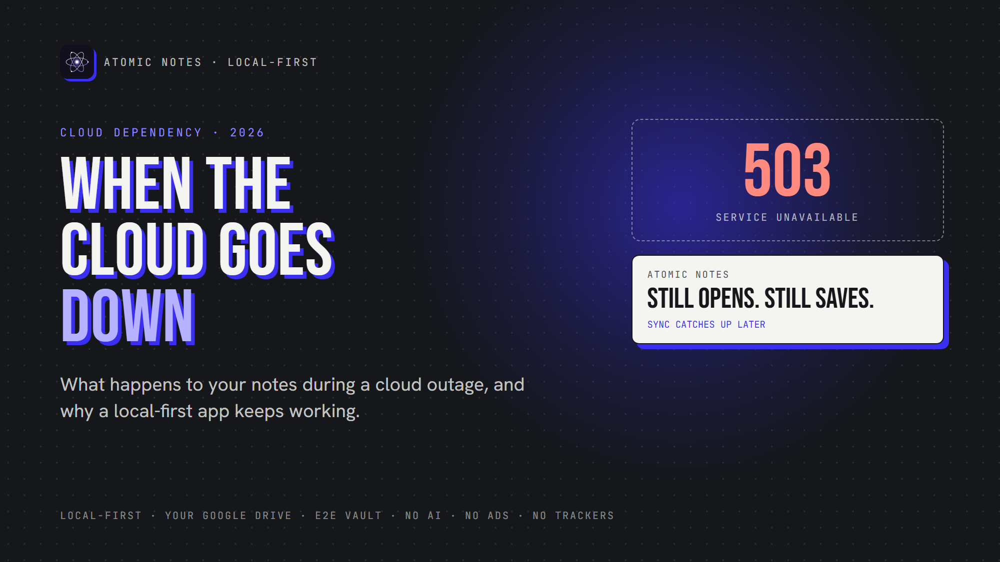 ATOMIC NOTES · LOCAL-FIRST
CLOUD DEPENDENCY · 2026
WHEN THE
CLOUD GOES
DOWN
What happens to your notes during a cloud outage, and
why a local-first app keeps working.
503
SERVICE UNAVAILABLE
ATOMIC NOTES
STILL OPENS. STILL SAVES.
SYNC CATCHES UP LATER
LOCAL-FIRST · YOUR GOOGLE DRIVE · E2E VAULT · NO AI · NO ADS · NO TRACKERS